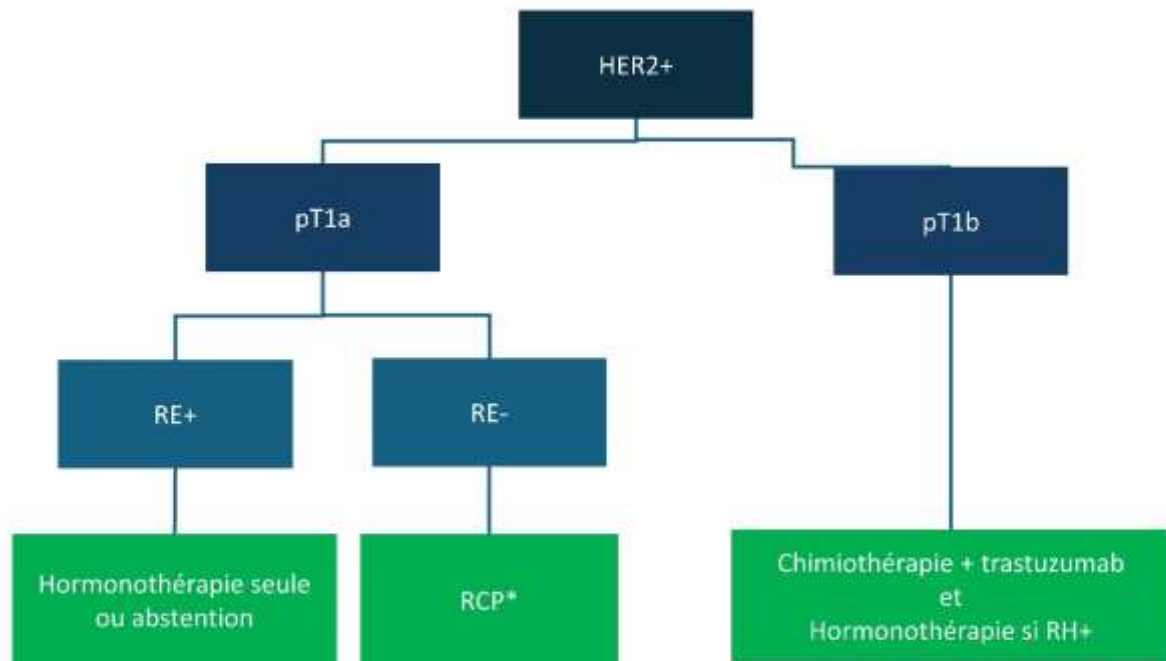 HER2+
pT1a
pT1b
RE+
RE-
Hormonothérapie seule
ou abstention
RCP*
Chimiothérapie + trastuzumab
et
Hormonothérapie si RH+